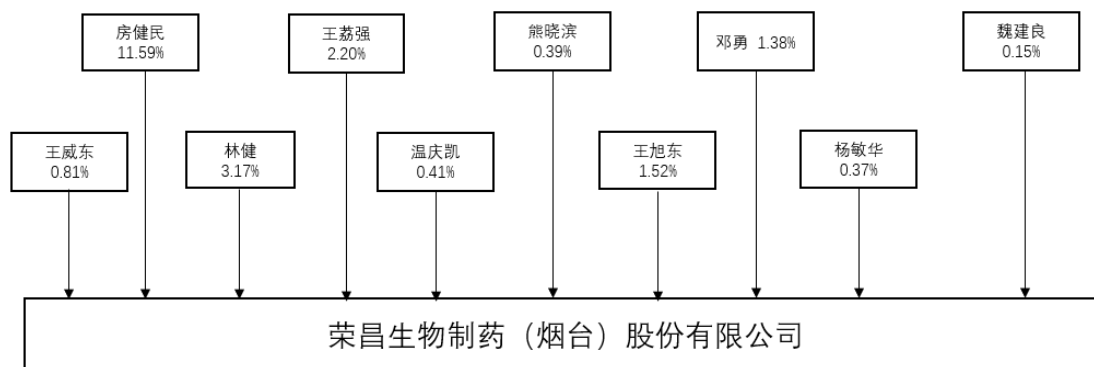 房健民
11.59%
王荔强
2.20%
熊晓滨
0.39%
邓勇 1.38%
魏建良
0.15%
王威东
0.81%
林健
3.17%
温庆凯
0.41%
王旭东
1.52%
杨敏华
0.37%
荣昌生物制药（烟台）股份有限公司